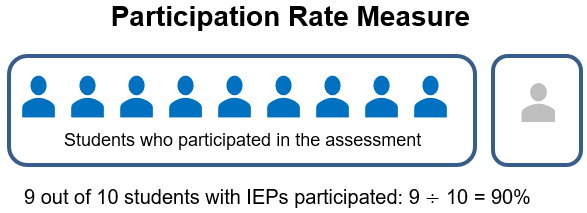 Participation Rate Measure
Students who participated in the assessment
9 out of 10 students with IEPs participated: 9 ÷ 10 = 90%